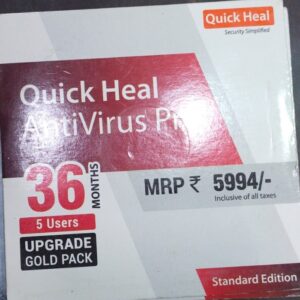 Quick Heal
Security Simplified
Quick Heal
AntiVirus Pro
36
MONTHS
5 Users
UPGRADE
GOLD PACK
MRP ₹ 5994/-
Inclusive of all taxes
Standard Edition